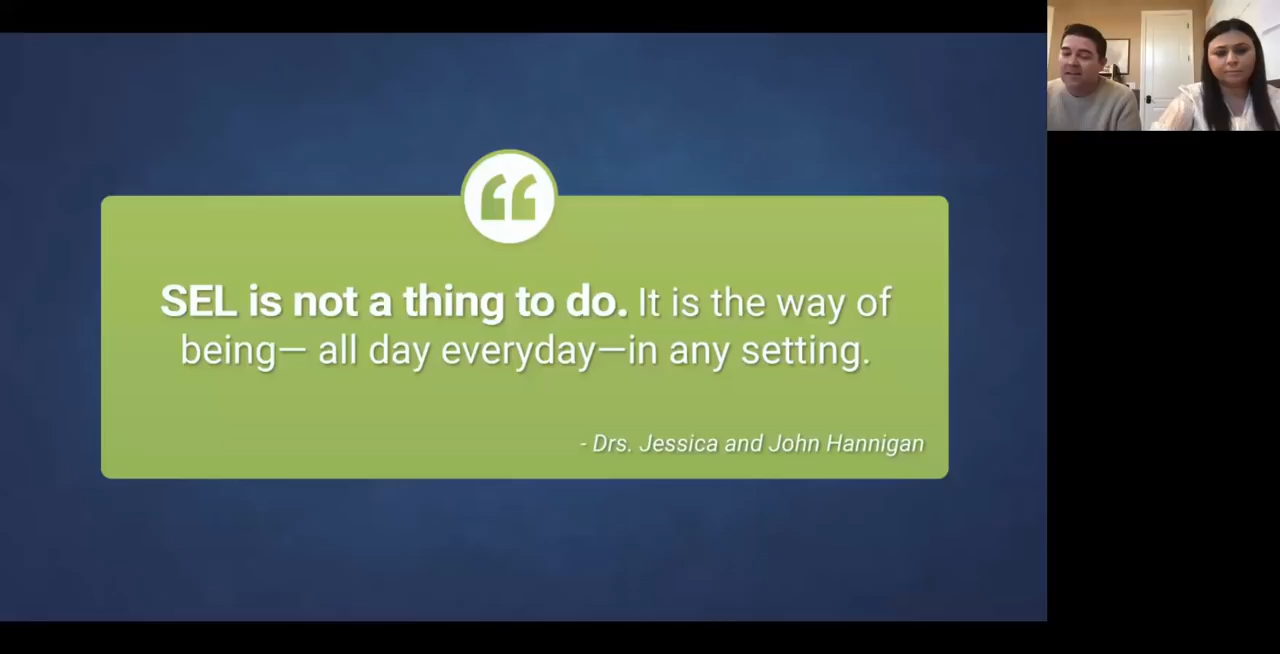 SEL is not a thing to do. It is the way of
being— all day everyday—in any setting.
- Drs. Jessica and John Hannigan